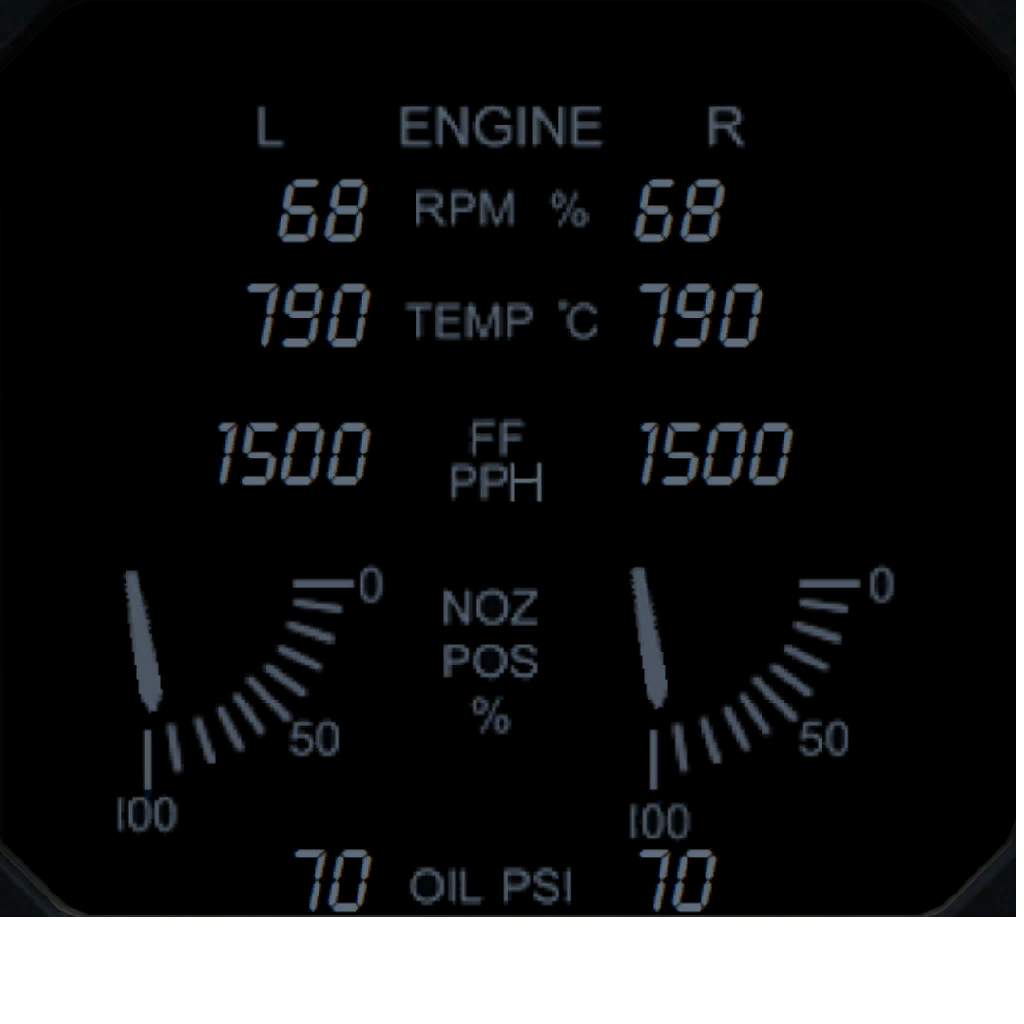 L ENGINE R
68 RPM % 68
790 TEMP °C 790
1500 FF PPH 1500
0 NOZ 0
POS
%
50 50
100 100
70 OIL PSI 70